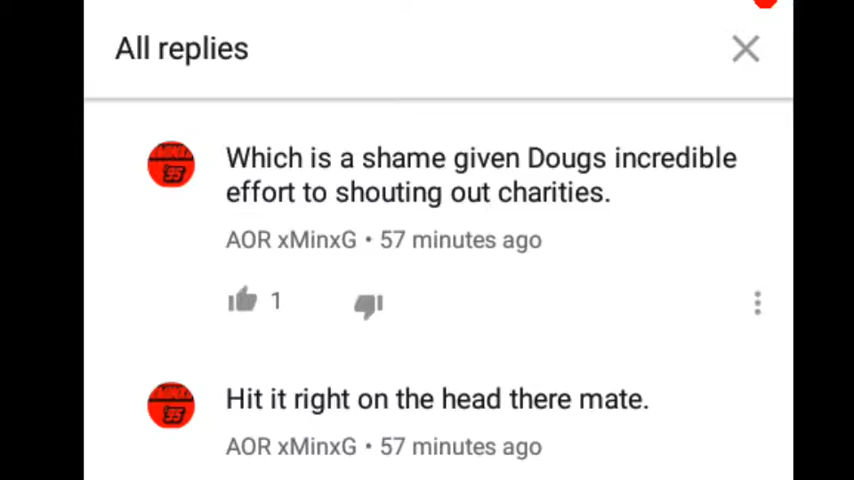 All replies
Which is a shame given Dougs incredible
effort to shouting out charities.
AOR xMinxG • 57 minutes ago
1
Hit it right on the head there mate.
AOR xMinxG • 57 minutes ago